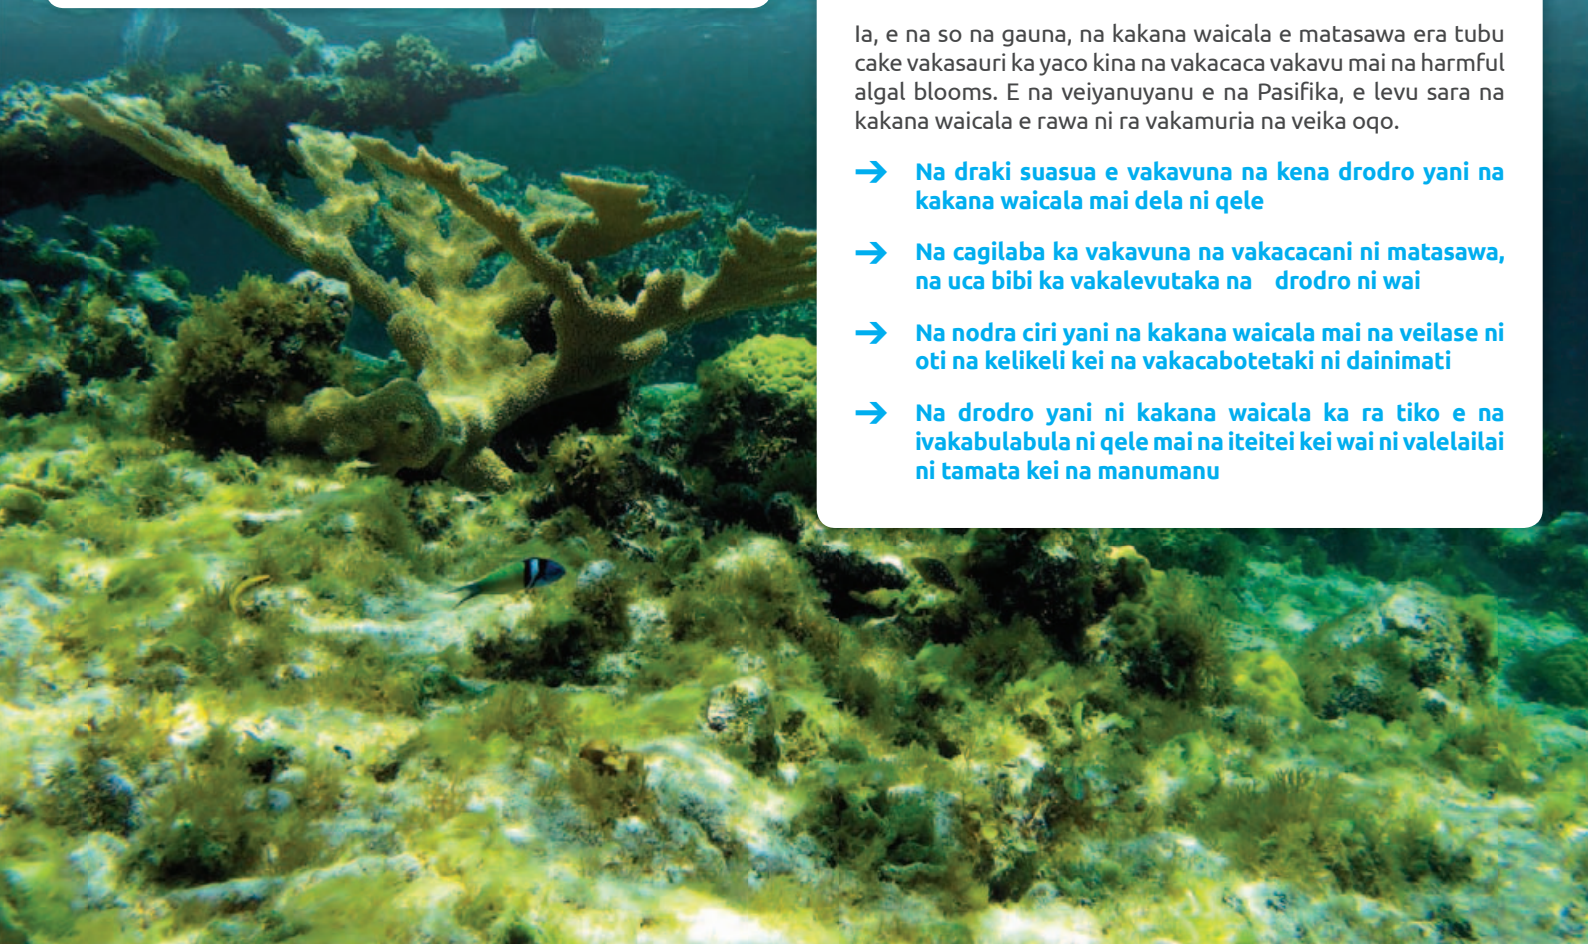 Ia, e na so na gauna, na kakana waicala e matasawa era tubu
cake vakasauri ka yaco kina na vakacaca vakavu mai na harmful
algal blooms. E na veiyanuyanu e na Pasifika, e levu sara na
kakana waicala e rawa ni ra vakamuria na veika oqo.
→ Na draki suasua e vakavuna na kena drodro yani na
kakana waicala mai dela ni qele
→ Na cagilaba ka vakavuna na vakacacani ni matasawa,
na uca bibi ka vakalevutaka na drodro ni wai
→ Na nodra ciri yani na kakana waicala mai na veilase ni
oti na kelikeli kei na vakacabotetaki ni dainimati
→ Na drodro yani ni kakana waicala ka ra tiko e na
ivakabulabula ni qele mai na iteitei kei wai ni valelailai
ni tamata kei na manumanu